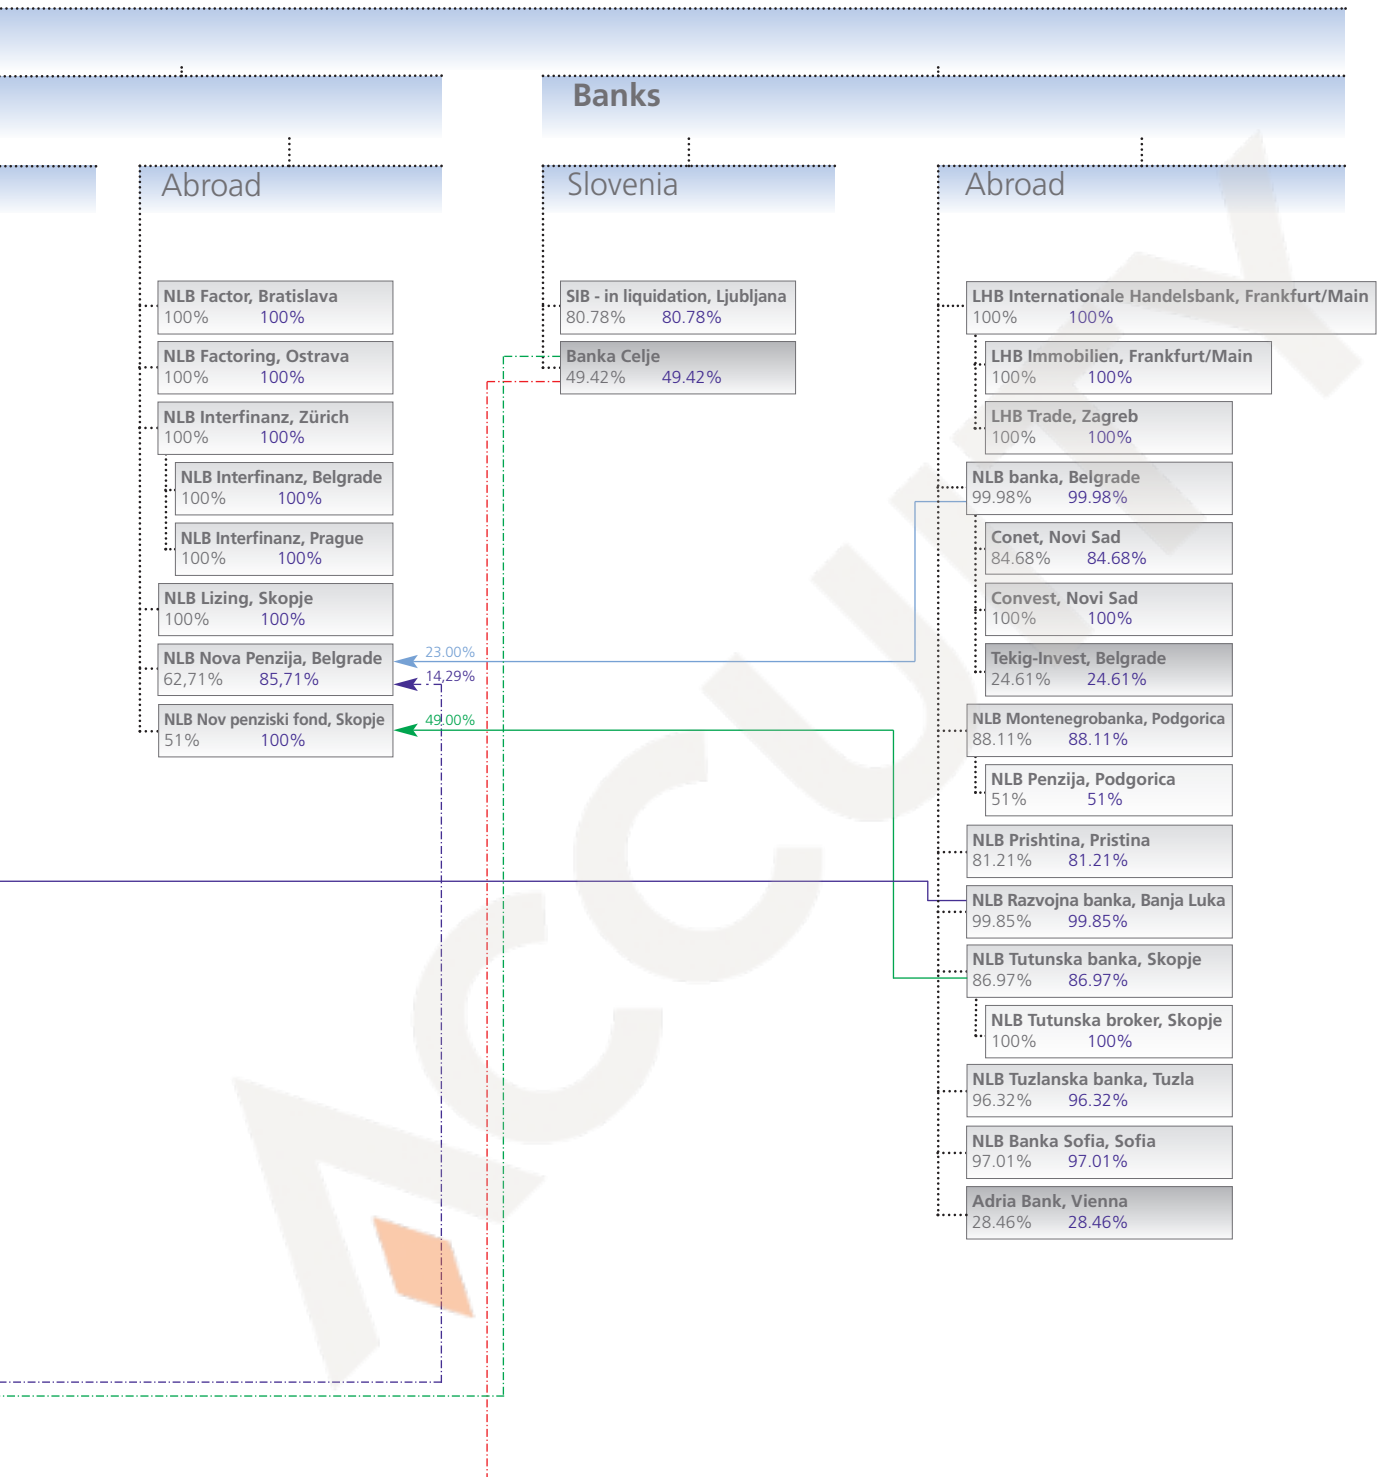 Banks
Abroad
Slovenia
Abroad
NLB Factor, Bratislava
100% 100%
NLB Factoring, Ostrava
100% 100%
NLB Interfinanz, Zürich
100% 100%
NLB Interfinanz, Belgrade
100% 100%
NLB Interfinanz, Prague
100% 100%
NLB Lizing, Skopje
100% 100%
NLB Nova Penzija, Belgrade
62,71% 85,71%
NLB Nov penziski fond, Skopje
51% 100%
23.00%
14,29%
49.00%
SIB - in liquidation, Ljubljana
80.78% 80.78%
Banka Celje
49.42% 49.42%
LHB Internationale Handelsbank, Frankfurt/Main
100% 100%
LHB Immobilien, Frankfurt/Main
100% 100%
LHB Trade, Zagreb
100% 100%
NLB banka, Belgrade
99.98% 99.98%
Conet, Novi Sad
84.68% 84.68%
Convest, Novi Sad
100% 100%
Tekig-Invest, Belgrade
24.61% 24.61%
NLB Montenegrobanka, Podgorica
88.11% 88.11%
NLB Penzija, Podgorica
51% 51%
NLB Prishtina, Pristina
81.21% 81.21%
NLB Razvojna banka, Banja Luka
99.85% 99.85%
NLB Tutunska banka, Skopje
86.97% 86.97%
NLB Tutunska broker, Skopje
100% 100%
NLB Tuzlanska banka, Tuzla
96.32% 96.32%
NLB Banka Sofia, Sofia
97.01% 97.01%
Adria Bank, Vienna
28.46% 28.46%
ACCUITY